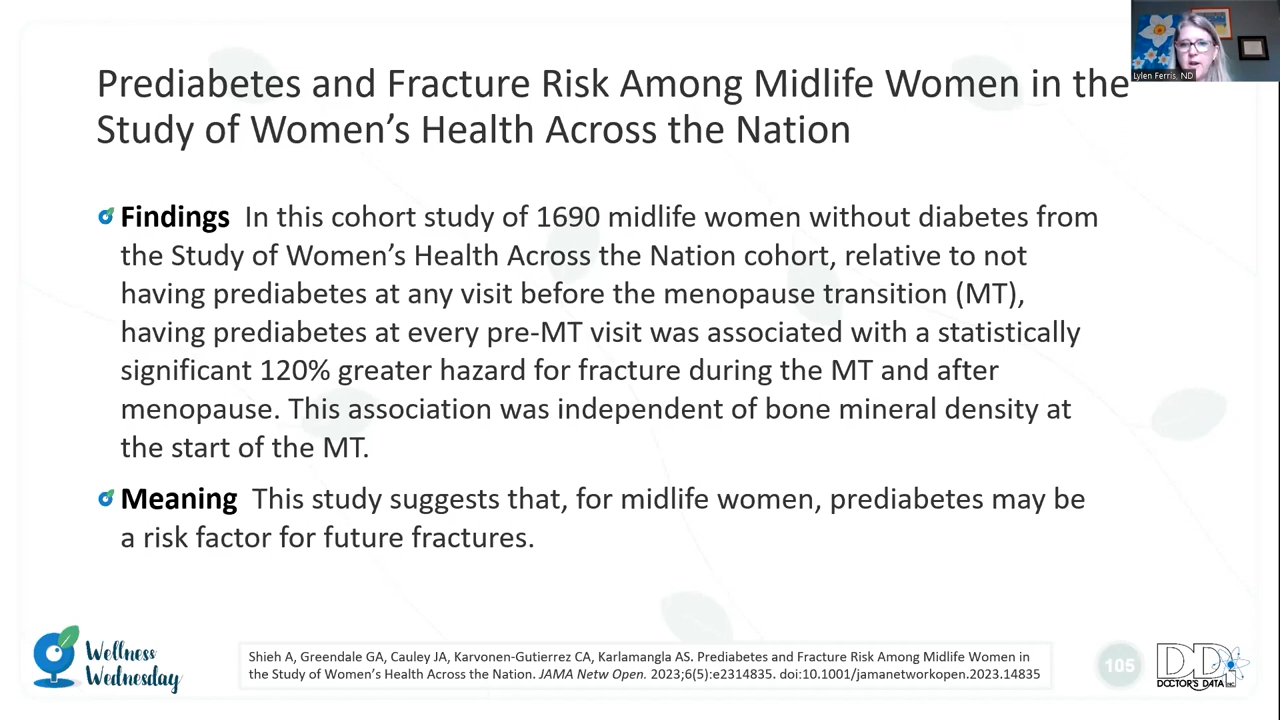 Prediabetes and Fracture Risk Among Midlife Women in the
Study of Women's Health Across the Nation
Lylen Ferris, ND
Findings In this cohort study of 1690 midlife women without diabetes from
the Study of Women's Health Across the Nation cohort, relative to not
having prediabetes at any visit before the menopause transition (MT),
having prediabetes at every pre-MT visit was associated with a statistically
significant 120% greater hazard for fracture during the MT and after
menopause. This association was independent of bone mineral density at
the start of the MT.
Meaning This study suggests that, for midlife women, prediabetes may be
a risk factor for future fractures.
Wellness
Wednesday
Shieh A, Greendale GA, Cauley JA, Karvonen-Gutierrez CA, Karlamangla AS. Prediabetes and Fracture Risk Among Midlife Women in
the Study of Women's Health Across the Nation. JAMA Netw Open. 2023;6(5):e2314835. doi:10.1001/jamanetworkopen.2023.14835
105
DDI
DOCTOR'S DATA INC.